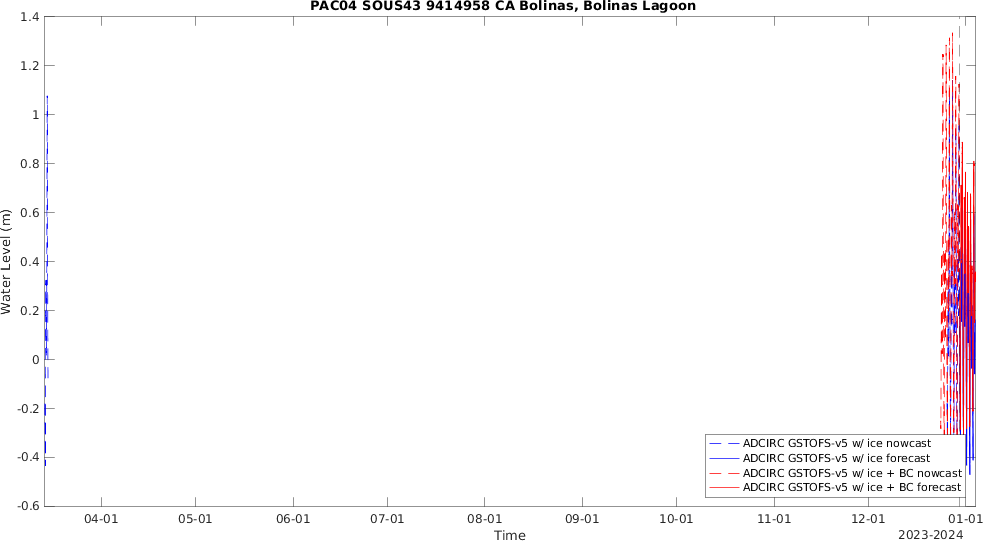 PAC04 SOUS43 9414958 CA Bolinas, Bolinas Lagoon
1.4
1.2
1
0.8
0.6
0.4
0.2
0
-0.2
-0.4
-0.6
Water Level (m)
ADCIRC GSTOFS-v5 w/ ice nowcast
ADCIRC GSTOFS-v5 w/ ice forecast
ADCIRC GSTOFS-v5 w/ ice + BC nowcast
ADCIRC GSTOFS-v5 w/ ice + BC forecast
04-01 05-01 06-01 07-01 08-01 09-01 10-01 11-01 12-01 01-01
Time
2023-2024